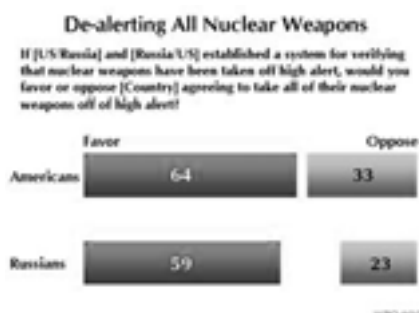 De-alerting All Nuclear Weapons
If [US/Russia] and [Russia/US] established a system for verifying
that nuclear weapons have been taken off high alert, would you
favor or oppose [Country] agreeing to take all of their nuclear
weapons off of high alert?
Favor Oppose
Americans 64 33
Russians 59 23